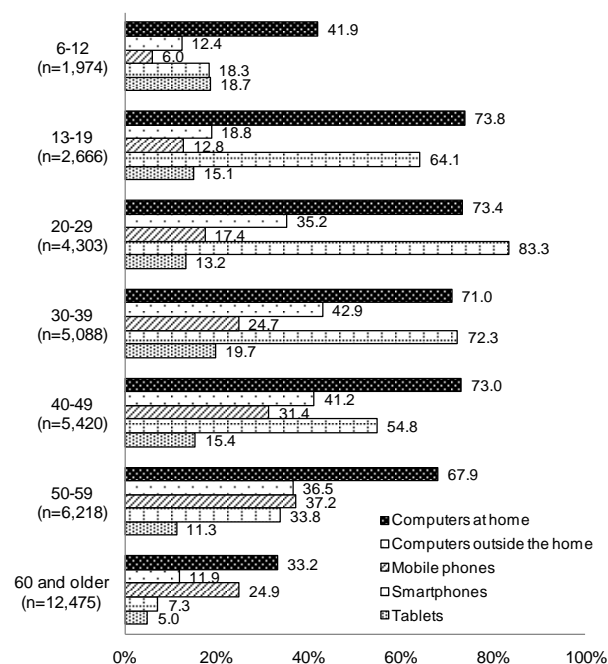 6-12
(n=1,974)
41.9
12.4
6.0
18.3
18.7
13-19
(n=2,666)
73.8
18.8
12.8
64.1
15.1
20-29
(n=4,303)
73.4
35.2
17.4
83.3
13.2
30-39
(n=5,088)
71.0
42.9
24.7
72.3
19.7
40-49
(n=5,420)
73.0
41.2
31.4
54.8
15.4
50-59
(n=6,218)
67.9
36.5
37.2
33.8
11.3
60 and older
(n=12,475)
33.2
11.9
24.9
7.3
5.0
Computers at home
Computers outside the home
Mobile phones
Smartphones
Tablets
0% 20% 40% 60% 80% 100%